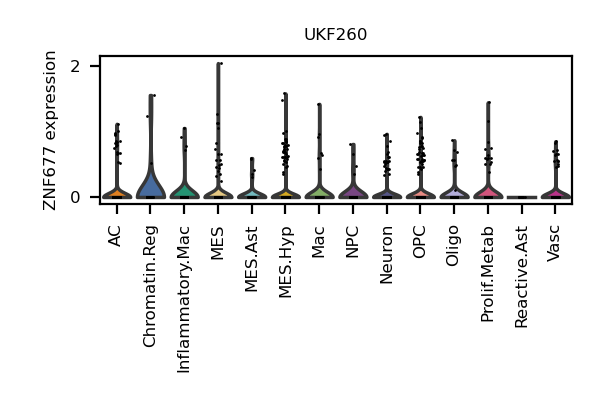 UKF260
ZNF677 expression
2
0
AC
Chromatin.Reg
Inflammatory.Mac
MES
MES.Ast
MES.Hyp
Mac
NPC
Neuron
OPC
Oligo
Prolif.Metab
Reactive.Ast
Vasc